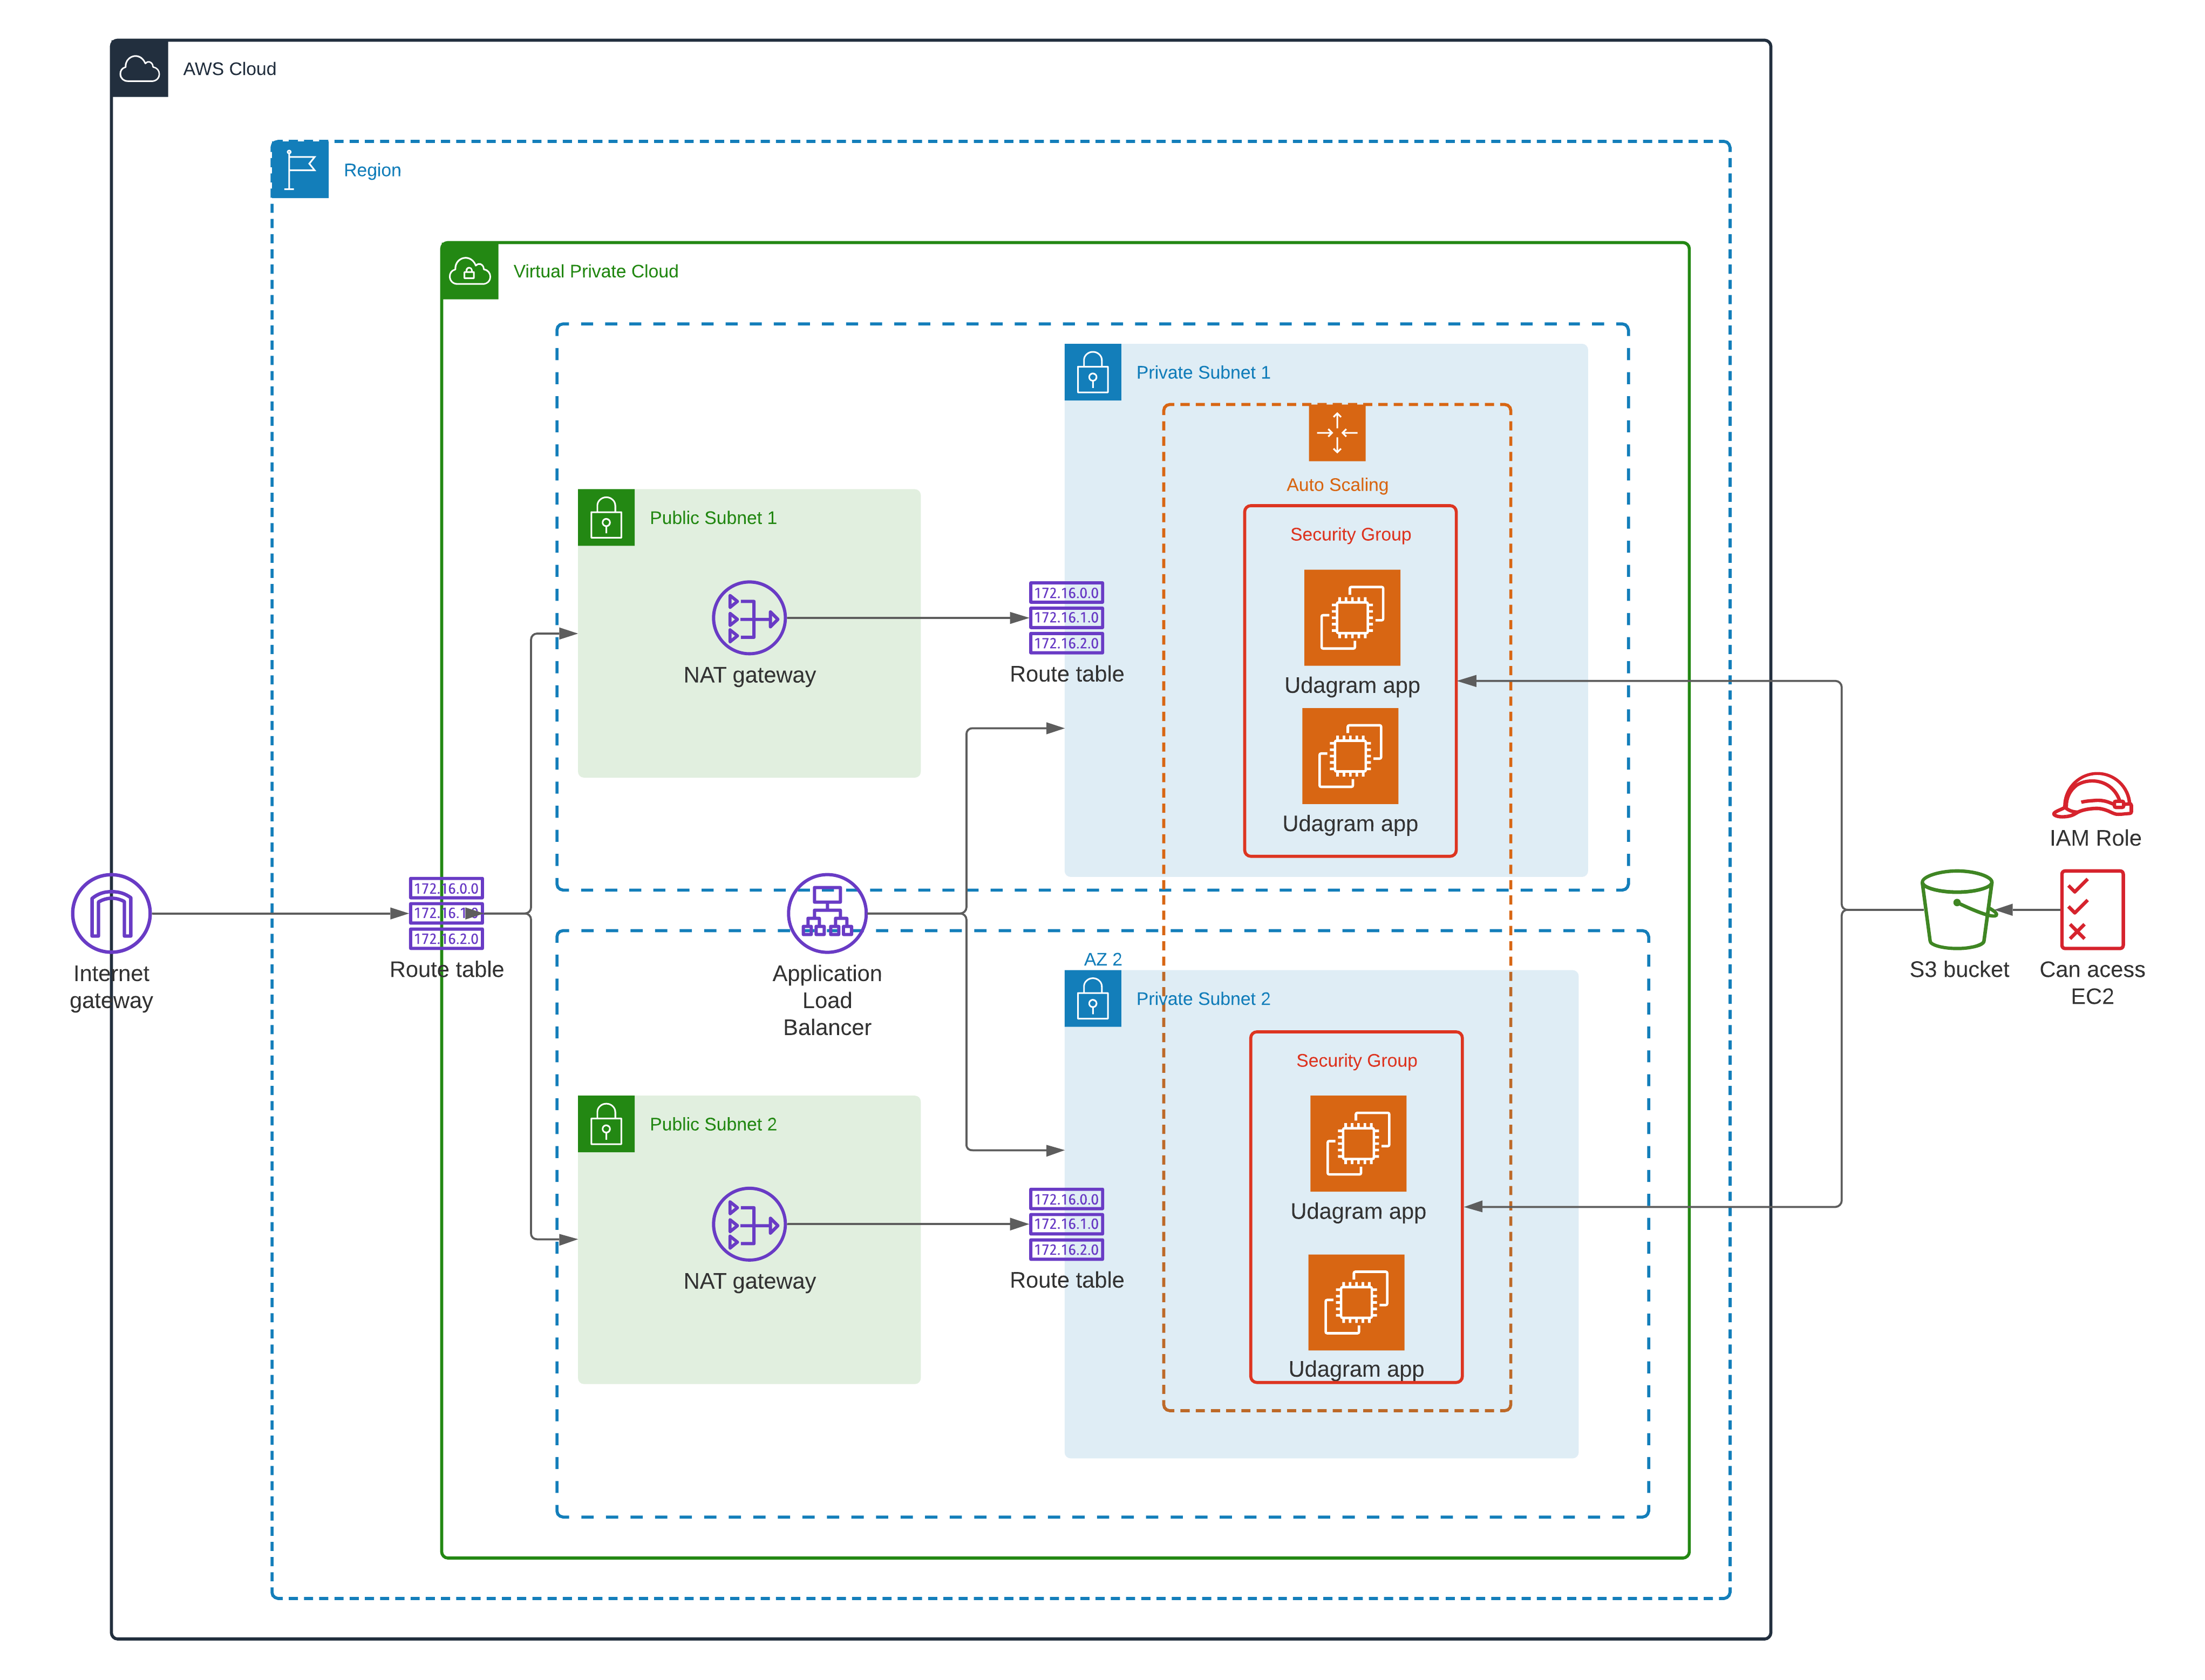 AWS Cloud
Region
Virtual Private Cloud
Private Subnet 1
Auto Scaling
Public Subnet 1
Security Group
172.16.0.0
172.16.1.0
172.16.2.0
NAT gateway
Route table
Udagram app
Udagram app
IAM Role
172.16.0.0
172.16.1.0
172.16.2.0
Internet
gateway
Route table
Application
Load
Balancer
AZ 2
S3 bucket
Can acess
EC2
Private Subnet 2
Security Group
Public Subnet 2
172.16.0.0
172.16.1.0
172.16.2.0
Udagram app
NAT gateway
Route table
Udagram app